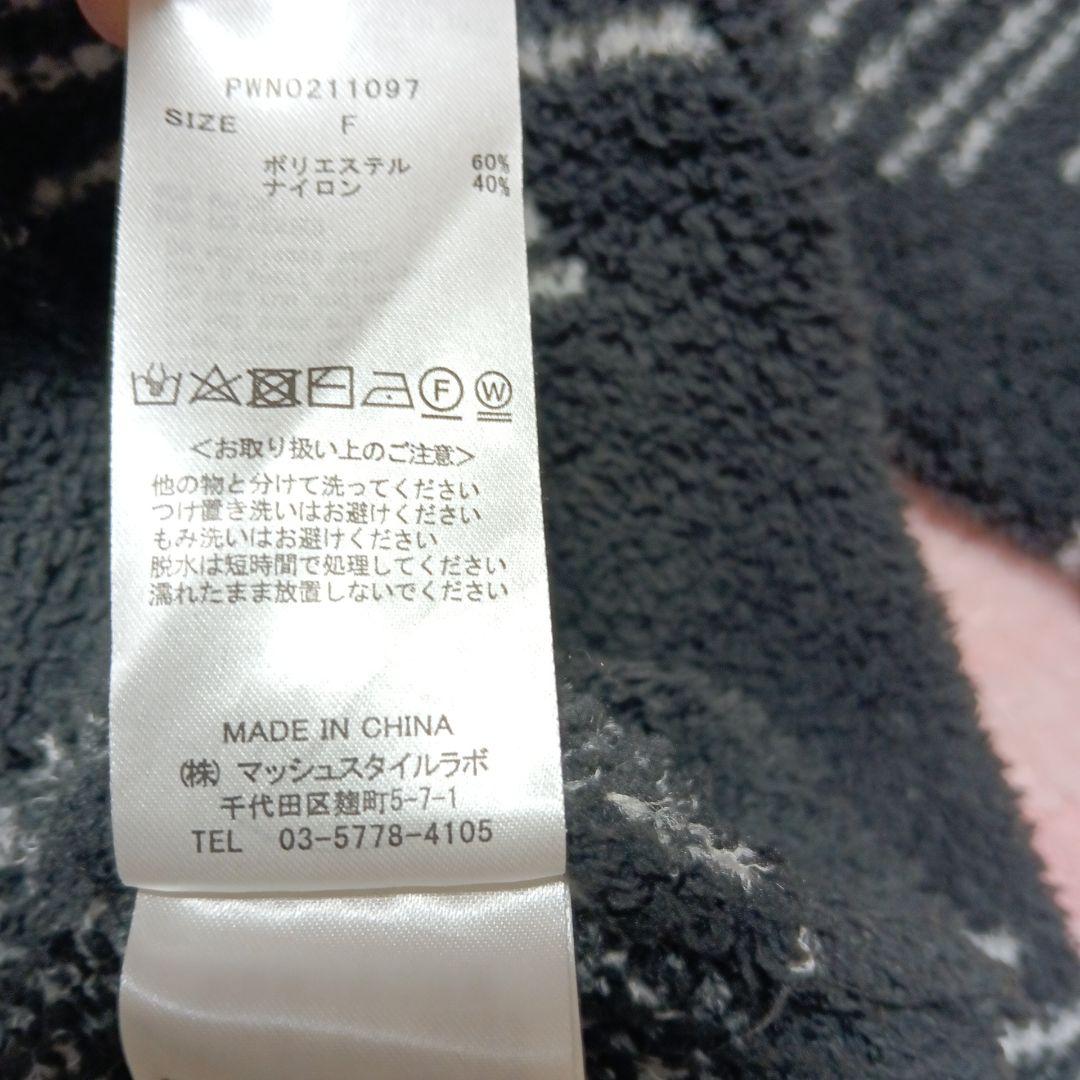 PWNO211097
SIZE F
ポリエステル 60%
ナイロン 40%
F W
<お取り扱い上のご注意>
他の物と分けて洗ってください
つけ置き洗いはお避けください
もみ洗いはお避けください
脱水は短時間で処理してください
濡れたまま放置しないでください
MADE IN CHINA
(株) マッシュスタイルラボ
千代田区麹町5-7-1
TEL 03-5778-4105